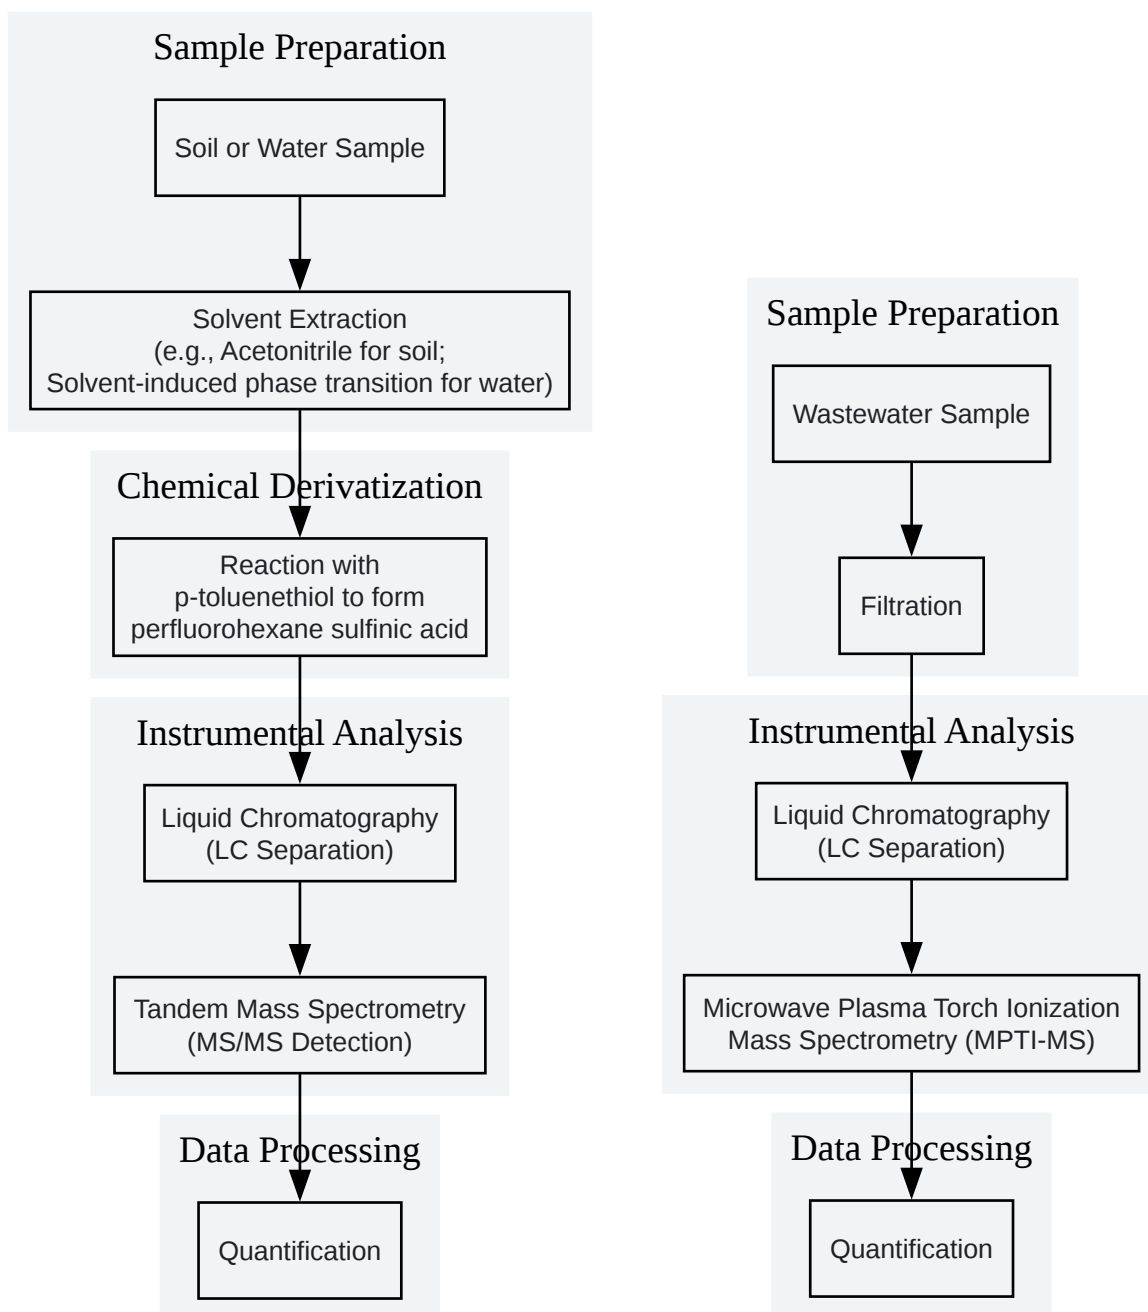 Sample Preparation
Soil or Water Sample
Solvent Extraction
(e.g., Acetonitrile for soil;
Solvent-induced phase transition for water)
Chemical Derivatization
Reaction with
p-toluenethiol to form
perfluorohexane sulfinic acid
Instrumental Analysis
Liquid Chromatography
(LC Separation)
Tandem Mass Spectrometry
(MS/MS Detection)
Data Processing
Quantification
Sample Preparation
Wastewater Sample
Filtration
Instrumental Analysis
Liquid Chromatography
(LC Separation)
Microwave Plasma Torch Ionization
Mass Spectrometry (MPTI-MS)
Data Processing
Quantification